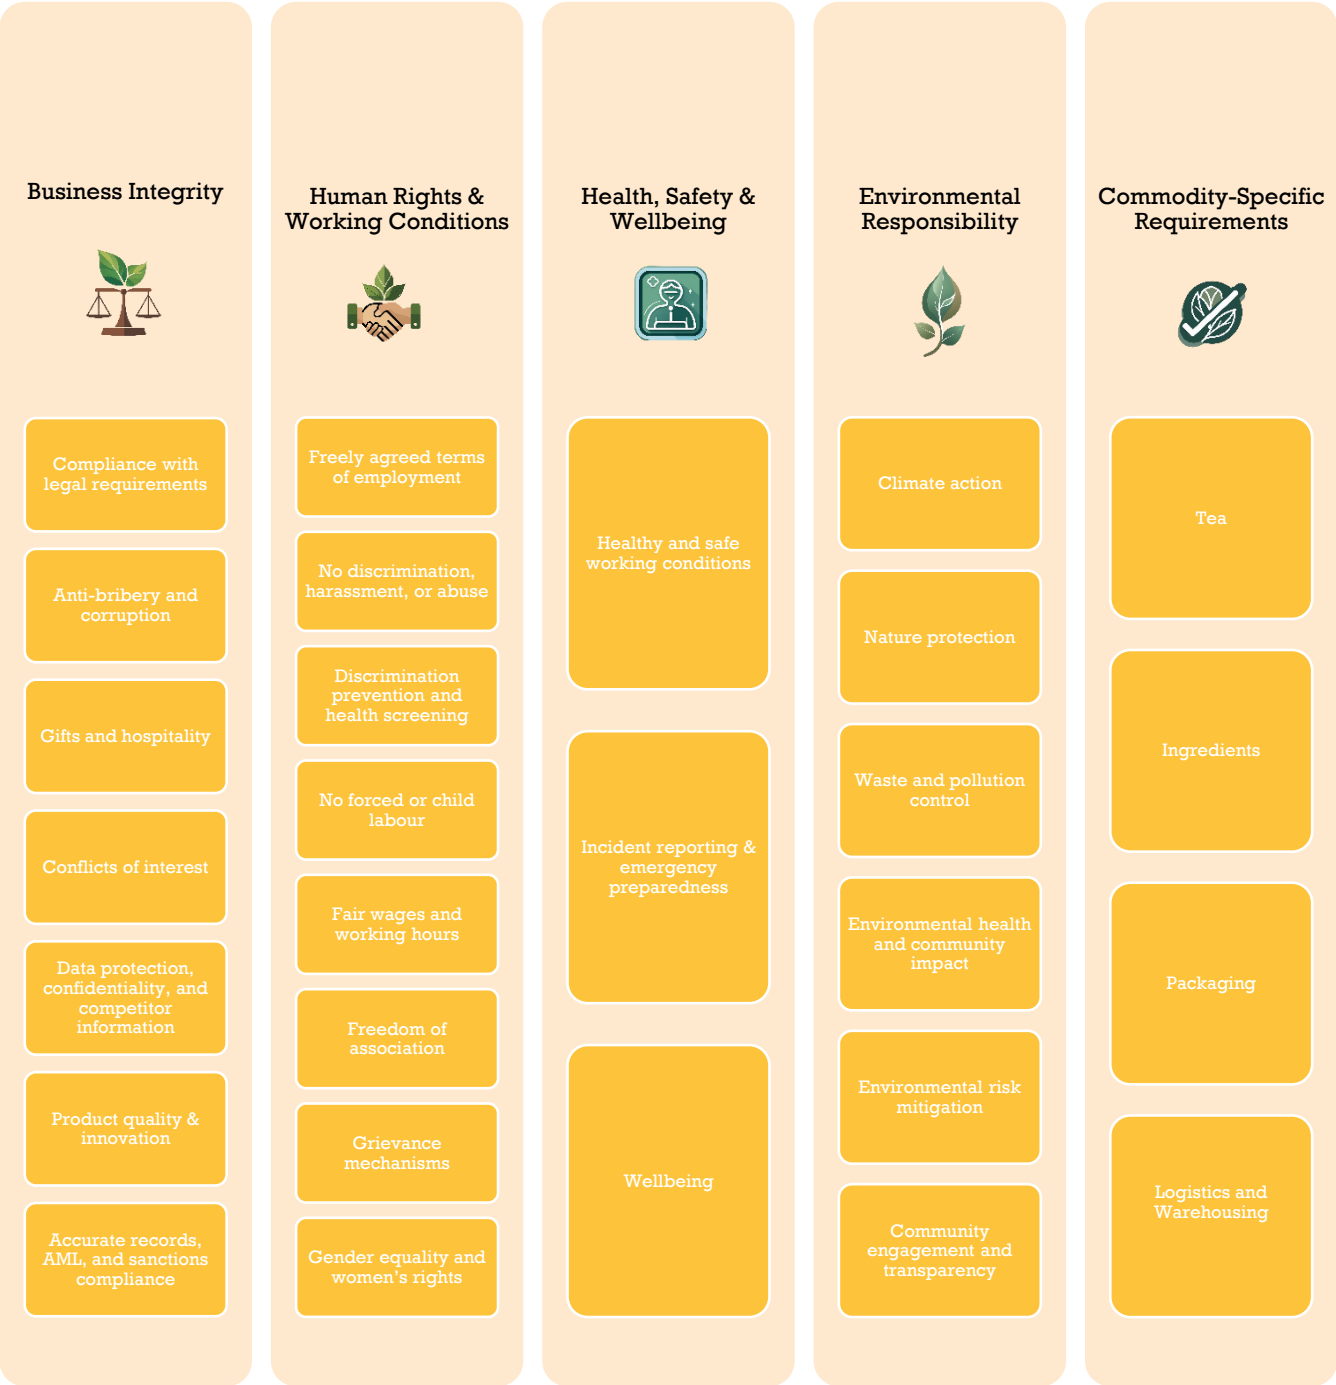 Business Integrity
Compliance with
legal requirements
Anti-bribery and
corruption
Gifts and hospitality
Conflicts of interest
Data protection,
confidentiality, and
competitor
information
Product quality &
innovation
Accurate records,
AML, and sanctions
compliance
Human Rights &
Working Conditions
Freely agreed terms
of employment
No discrimination,
harassment, or abuse
Discrimination
prevention and
health screening
No forced or child
labour
Fair wages and
working hours
Freedom of
association
Grievance
mechanisms
Gender equality and
women's rights
Health, Safety &
Wellbeing
Healthy and safe
working conditions
Incident reporting &
emergency
preparedness
Wellbeing
Environmental
Responsibility
Climate action
Nature protection
Waste and pollution
control
Environmental health
and community
impact
Environmental risk
mitigation
Community
engagement and
transparency
Commodity-Specific
Requirements
Tea
Ingredients
Packaging
Logistics and
Warehousing